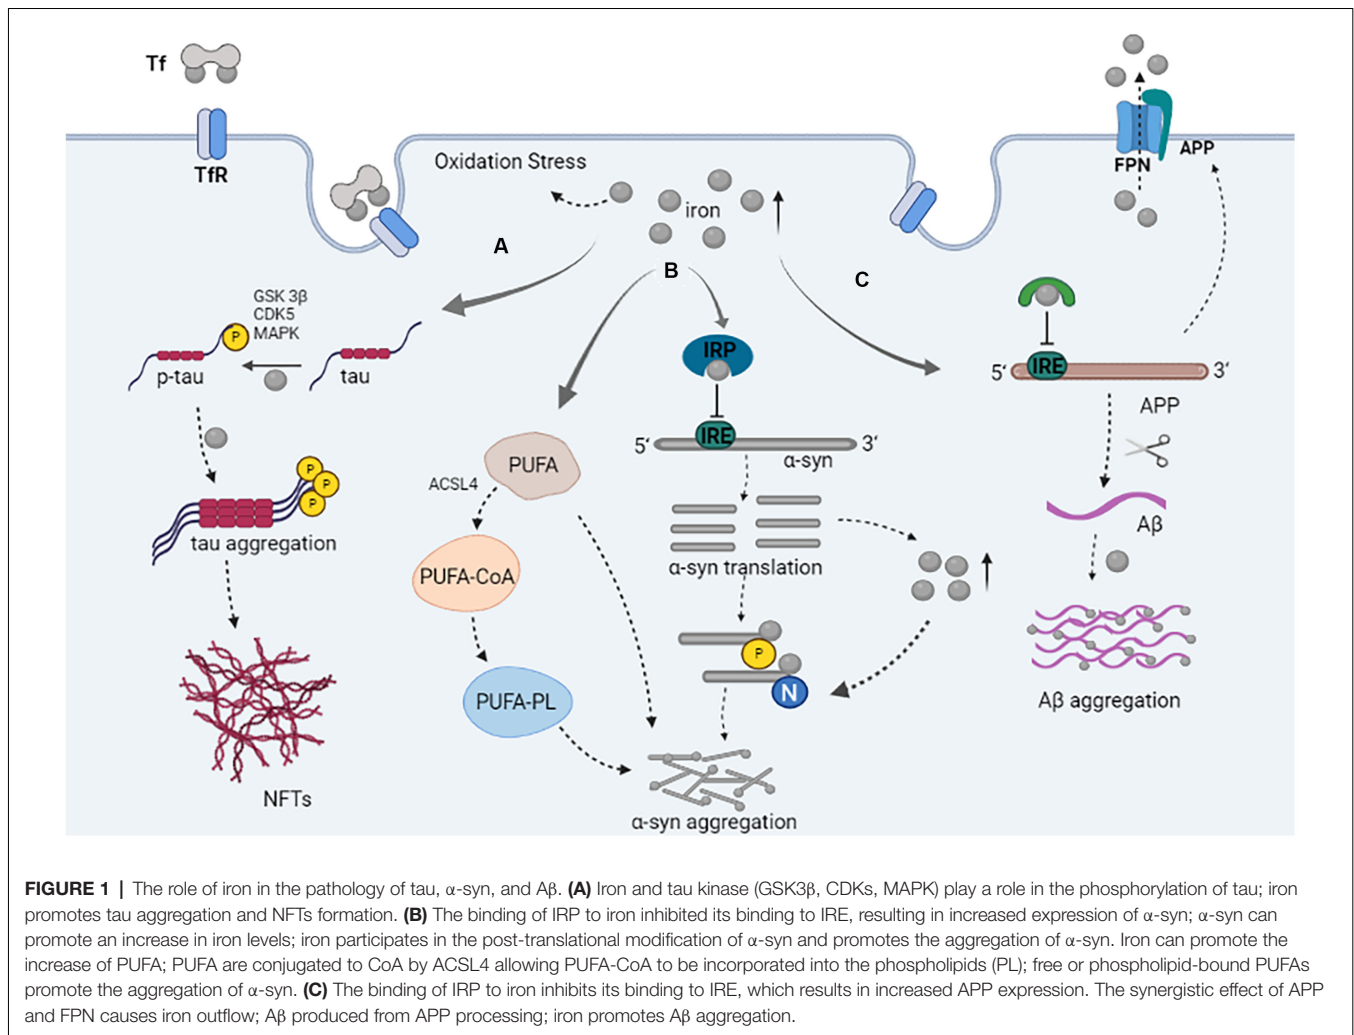 Tf
TfR
Oxidation Stress
iron
FPN
APP
A
B
C
GSK 3β
CDK5
MAPK
P
p-tau
tau
IRP
IRE
5‘
3‘
α-syn
IRE
5‘
3‘
APP
PUFA
ACSL4
P
P
P
tau aggregation
PUFA-CoA
α-syn translation
Aβ
P
N
PUFA-PL
Aβ aggregation
NFTs
α-syn aggregation
FIGURE 1 | The role of iron in the pathology of tau, α-syn, and Aβ. (A) Iron and tau kinase (GSK3β, CDKs, MAPK) play a role in the phosphorylation of tau; iron
promotes tau aggregation and NFTs formation. (B) The binding of IRP to iron inhibited its binding to IRE, resulting in increased expression of α-syn; α-syn can
promote an increase in iron levels; iron participates in the post-translational modification of α-syn and promotes the aggregation of α-syn. Iron can promote the
increase of PUFA; PUFA are conjugated to CoA by ACSL4 allowing PUFA-CoA to be incorporated into the phospholipids (PL); free or phospholipid-bound PUFAs
promote the aggregation of α-syn. (C) The binding of IRP to iron inhibits its binding to IRE, which results in increased APP expression. The synergistic effect of APP
and FPN causes iron outflow; Aβ produced from APP processing; iron promotes Aβ aggregation.